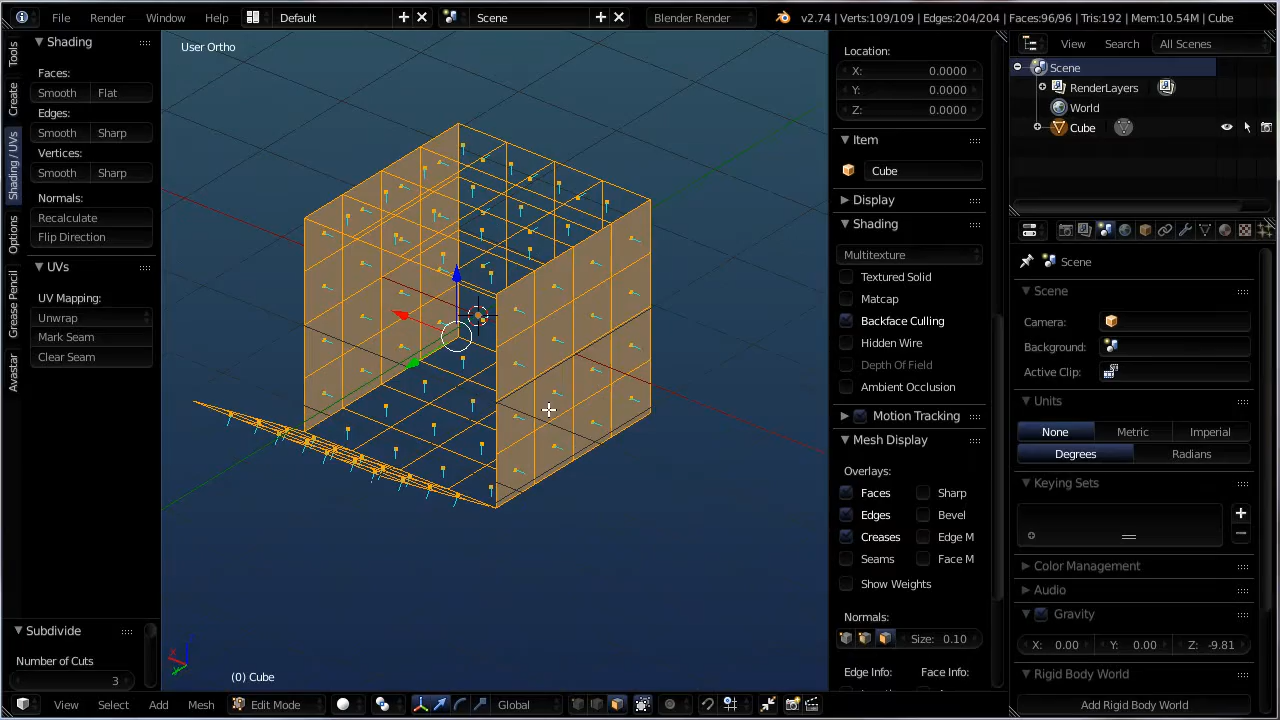 File Render Window Help Default Scene Blender Render v2.74 | Verts:109/109 | Edges:204/204 | Faces:96/96 | Tris:192 | Mem:10.54M | Cube
Tools
Create
Shading / UVs
Options
Grease Pencil
Avastar
Shading
Faces:
Smooth Flat
Edges:
Smooth Sharp
Vertices:
Smooth Sharp
Normals:
Recalculate
Flip Direction
UVs
UV Mapping:
Unwrap
Mark Seam
Clear Seam
Subdivide
Number of Cuts
3
User Ortho
(0) Cube
View Select Add Mesh Edit Mode Global
Location:
X: 0.0000
Y: 0.0000
Z: 0.0000
Item
Cube
Display
Shading
Multitexture
Textured Solid
Matcap
Backface Culling
Hidden Wire
Depth Of Field
Ambient Occlusion
Motion Tracking
Mesh Display
Overlays:
Faces Sharp
Edges Bevel
Creases Edge M
Seams Face M
Show Weights
Normals:
Size: 0.10
Edge Info: Face Info:
View Search All Scenes
Scene
RenderLayers
World
Cube
Scene
Scene
Camera:
Background:
Active Clip:
Units
None Metric Imperial
Degrees Radians
Keying Sets
Color Management
Audio
Gravity
X: 0.00 Y: 0.00 Z: -9.81
Rigid Body World
Add Rigid Body World